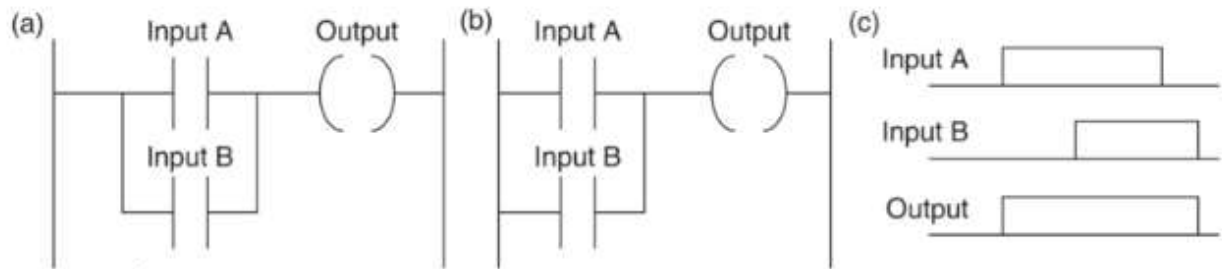 (a)
Input A Output
Input B
(b)
Input A Output
Input B
(c)
Input A
Input B
Output